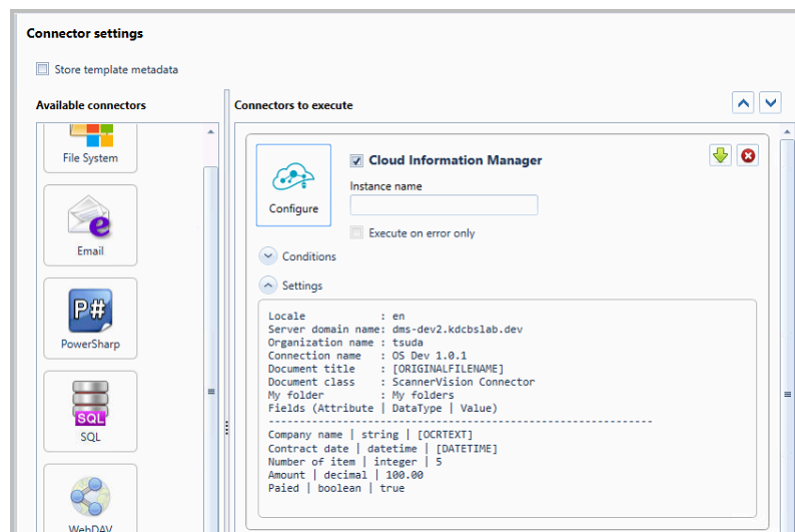 Connector settings
Store template metadata
Available connectors
Connectors to execute
File System
Email
P#
PowerSharp
SQL
SQL
WebDAV
Cloud Information Manager
Configure
Instance name
Execute on error only
Conditions
Settings
Locale : en
Server domain name: dms-dev2.kdcbslab.dev
Organization name : tsuda
Connection name : OS Dev 1.0.1
Document title : [ORIGINALFILENAME]
Document class : ScannerVision Connector
My folder : My folders
Fields (Attribute | DataType | Value)
------------------------------------------------------------
Company name | string | [OCRTEXT]
Contract date | datetime | [DATETIME]
Number of item | integer | 5
Amount | decimal | 100.00
Paied | boolean | true